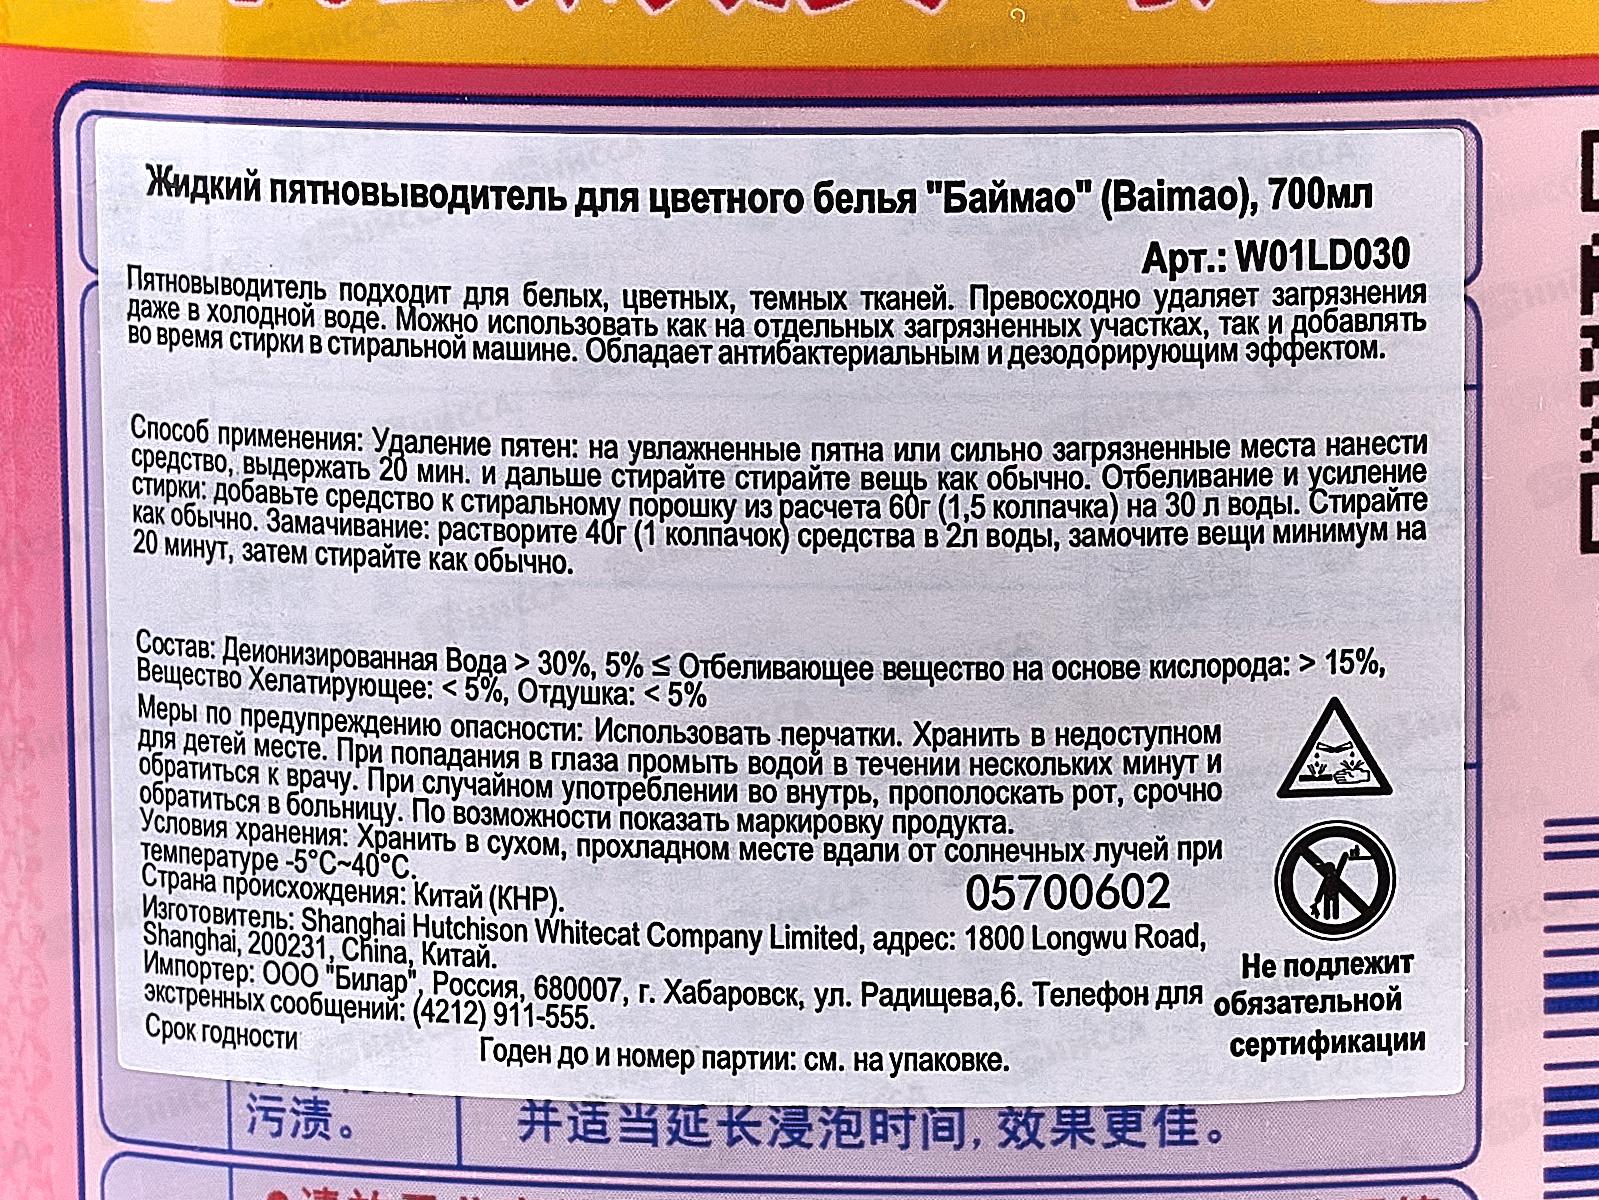 Жидкий пятновыводитель для цветного белья "Баймао" (Baimao), 700мл
Арт.: W01LD030
Пятновыводитель подходит для белых, цветных, темных тканей. Превосходно удаляет загрязнения
даже в холодной воде. Можно использовать как на отдельных загрязненных участках, так и добавлять
во время стирки в стиральной машине. Обладает антибактериальным и дезодорирующим эффектом.
Способ применения: Удаление пятен: на увлажненные пятна или сильно загрязненные места нанести
средство, выдержать 20 мин. и дальше стирайте стирайте вещь как обычно. Отбеливание и усиление
стирки: добавьте средство к стиральному порошку из расчета 60г (1,5 колпачка) на 30 л воды. Стирайте
как обычно. Замачивание: растворите 40г (1 колпачок) средства в 2л воды, замочите вещи минимум на
20 минут, затем стирайте как обычно.
Состав: Деионизированная Вода > 30%, 5% ≤ Отбеливающее вещество на основе кислорода: > 15%,
Вещество Хелатирующее: < 5%, Отдушка: < 5%
Меры по предупреждению опасности: Использовать перчатки. Хранить в недоступном
для детей месте. При попадания в глаза промыть водой в течении нескольких минут и
обратиться к врачу. При случайном употреблении во внутрь, прополоскать рот, срочно
обратиться в больницу. По возможности показать маркировку продукта.
Условия хранения: Хранить в сухом, прохладном месте вдали от солнечных лучей при
температуре -5°C~40°C.
Страна происхождения: Китай (КНР).
05700602
Изготовитель: Shanghai Hutchison Whitecat Company Limited, адрес: 1800 Longwu Road,
Shanghai, 200231, China, Китай.
Импортер: ООО "Билар", Россия, 680007, г. Хабаровск, ул. Радищева,6. Телефон для
экстренных сообщений: (4212) 911-555.
Срок годности
Годен до и номер партии: см. на упаковке.
Не подлежит
обязательной
сертификации
污渍。
并适当延长浸泡时间, 效果更佳。